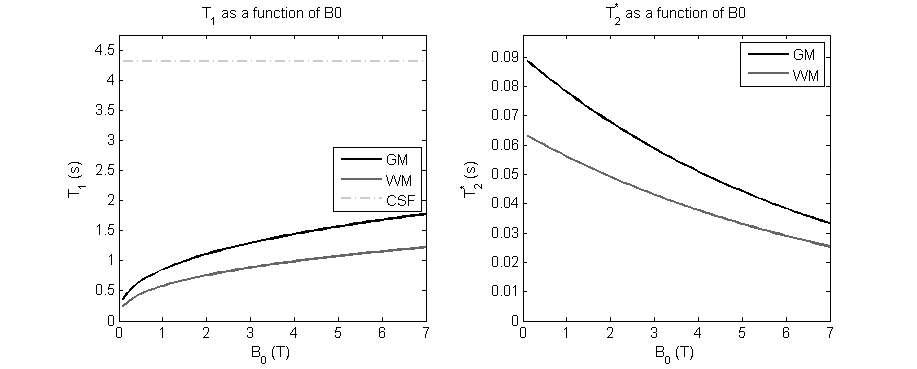 T1 as a function of B0
4.5
4
3.5
3
2.5
2
1.5
1
0.5
0
T1 (s)
GM
WM
CSF
0 1 2 3 4 5 6 7
B0 (T)
T2* as a function of B0
0.09
0.08
0.07
0.06
0.05
0.04
0.03
0.02
0.01
0
T2* (s)
GM
WM
0 1 2 3 4 5 6 7
B0 (T)